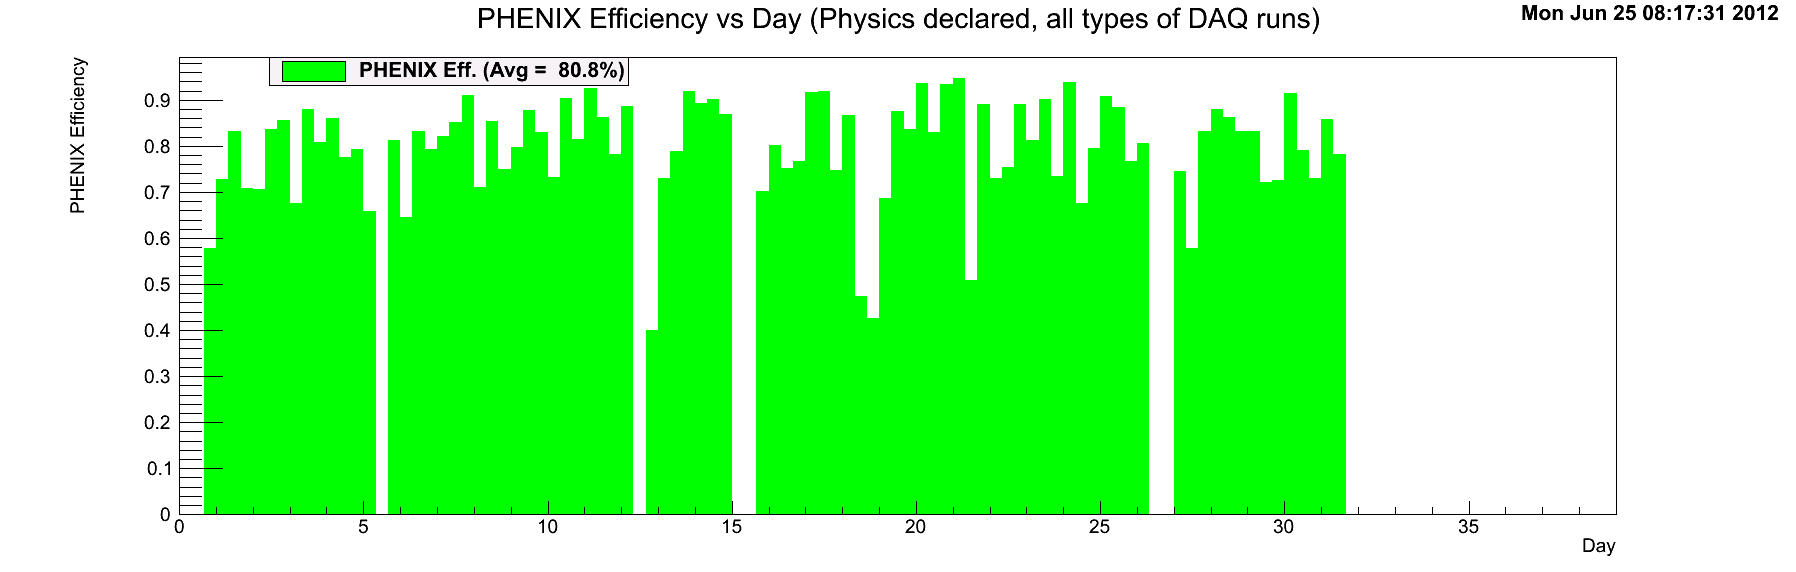 PHENIX Efficiency vs Day (Physics declared, all types of DAQ runs)
Mon Jun 25 08:17:31 2012
PHENIX Eff. (Avg =  80.8%)
PHENIX Efficiency
0.9
0.8
0.7
0.6
0.5
0.4
0.3
0.2
0.1
0
0 5 10 15 20 25 30 35
Day